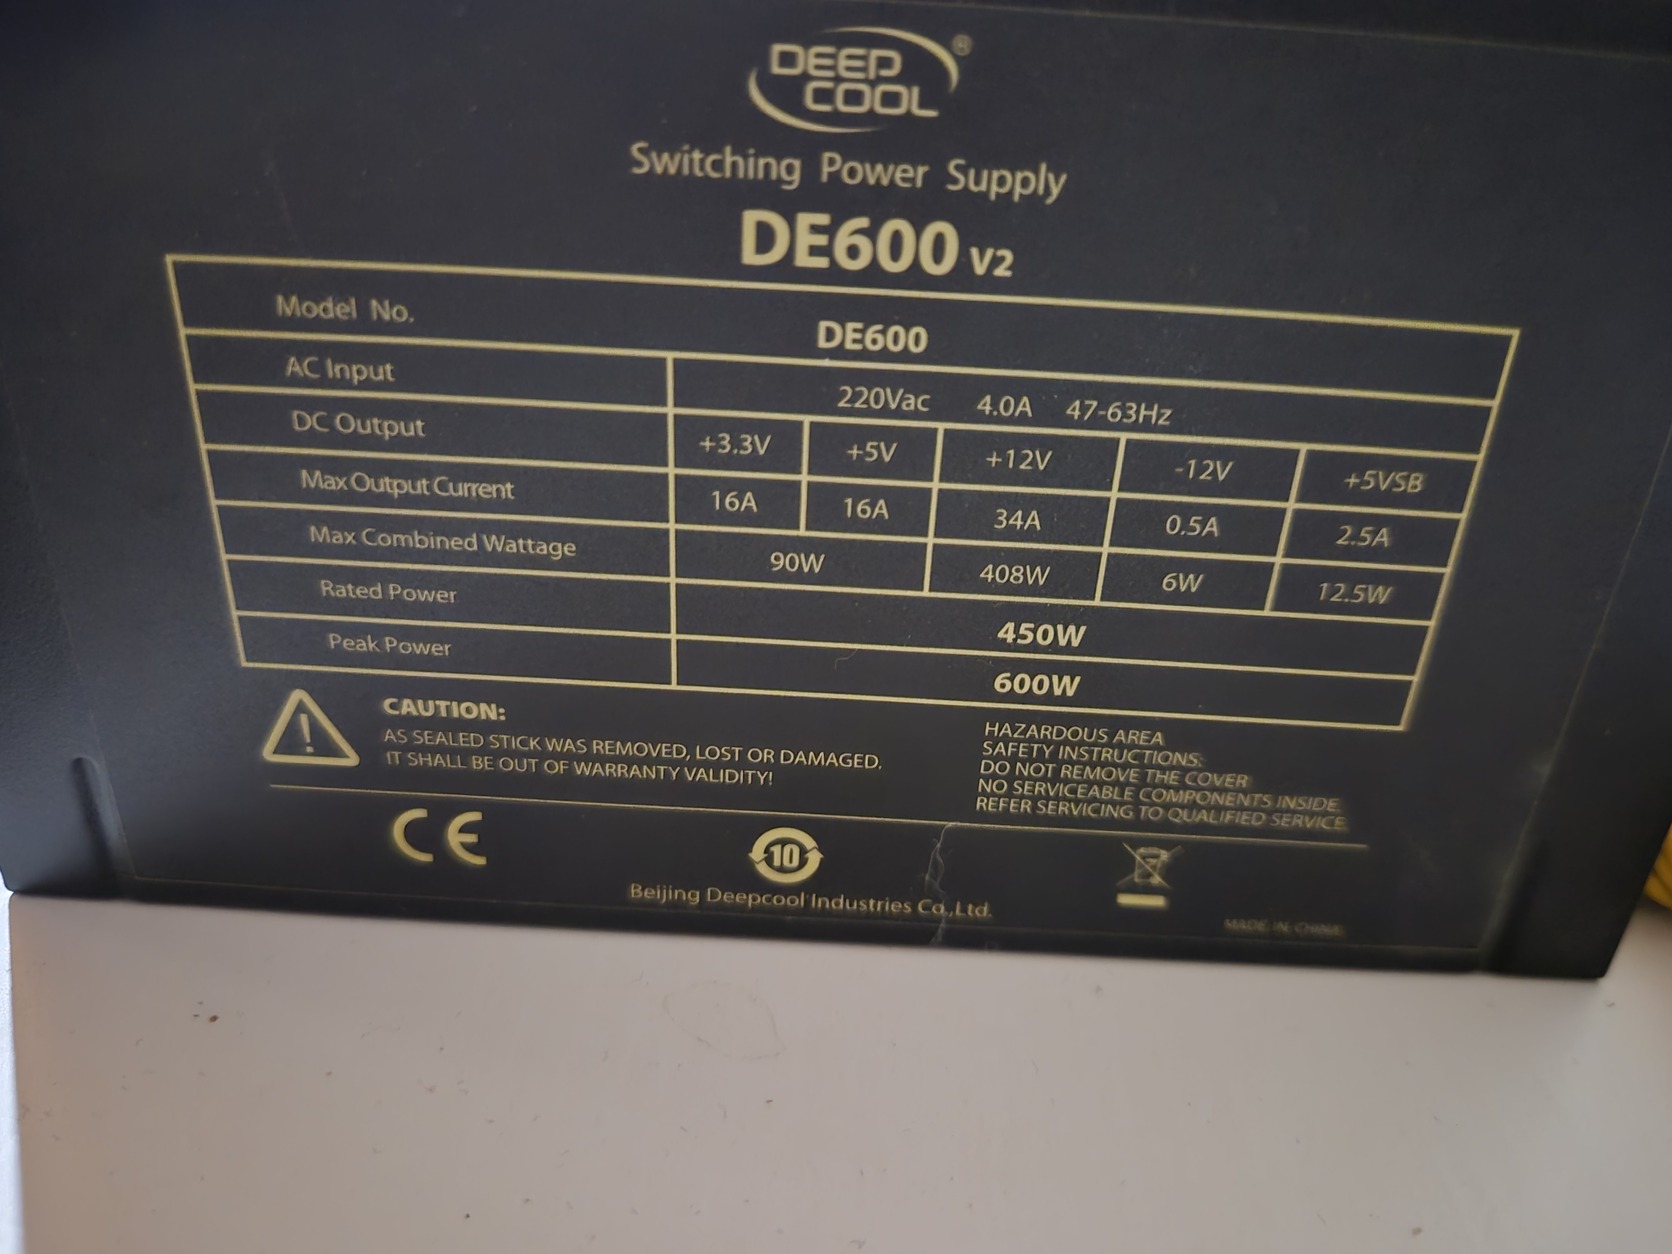 DEEP
COOL®
Switching Power Supply
DE600 V2
Model No. DE600
AC Input 220Vac 4.0A 47-63Hz
DC Output +3.3V +5V +12V -12V +5VSB
Max Output Current 16A 16A 34A 0.5A 2.5A
Max Combined Wattage 90W 408W 6W 12.5W
Rated Power 450W
Peak Power 600W
CAUTION:
AS SEALED STICK WAS REMOVED, LOST OR DAMAGED.
IT SHALL BE OUT OF WARRANTY VALIDITY!
HAZARDOUS AREA
SAFETY INSTRUCTIONS:
DO NOT REMOVE THE COVER
NO SERVICEABLE COMPONENTS INSIDE.
REFER SERVICING TO QUALIFIED SERVICE.
CE
10
Beijing Deepcool Industries Co.,Ltd.
MADE IN CHINA